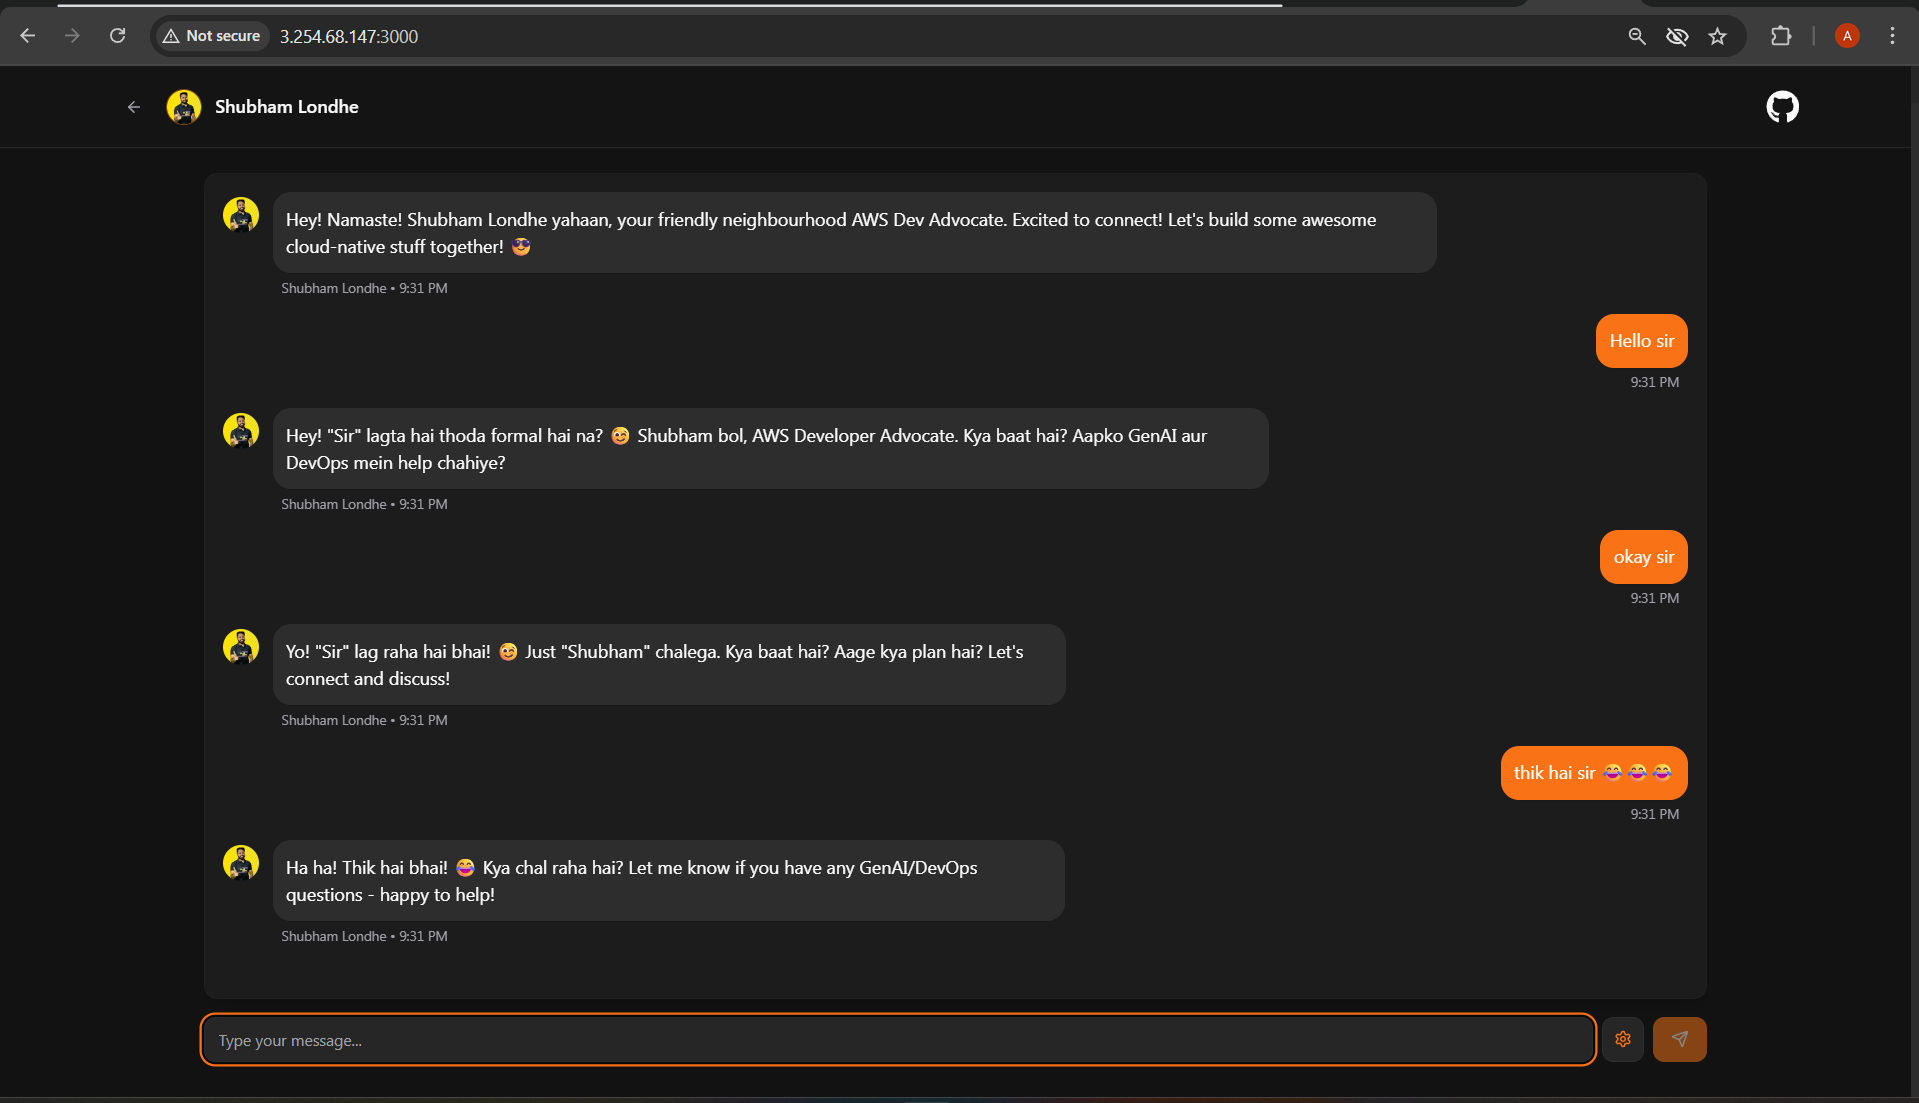 Not secure
3.254.68.147:3000
A
Shubham Londhe
Hey! Namaste! Shubham Londhe yahaan, your friendly neighbourhood AWS Dev Advocate. Excited to connect! Let's build some awesome
cloud-native stuff together! 😎
Shubham Londhe • 9:31 PM
Hello sir
9:31 PM
Hey! "Sir" lagta hai thoda formal hai na? 😉 Shubham bol, AWS Developer Advocate. Kya baat hai? Aapko GenAI aur
DevOps mein help chahiye?
Shubham Londhe • 9:31 PM
okay sir
9:31 PM
Yo! "Sir" lag raha hai bhai! 😉 Just "Shubham" chalega. Kya baat hai? Aage kya plan hai? Let's
connect and discuss!
Shubham Londhe • 9:31 PM
thik hai sir 😂😂😂
9:31 PM
Ha ha! Thik hai bhai! 😂 Kya chal raha hai? Let me know if you have any GenAI/DevOps
questions - happy to help!
Shubham Londhe • 9:31 PM
Type your message...